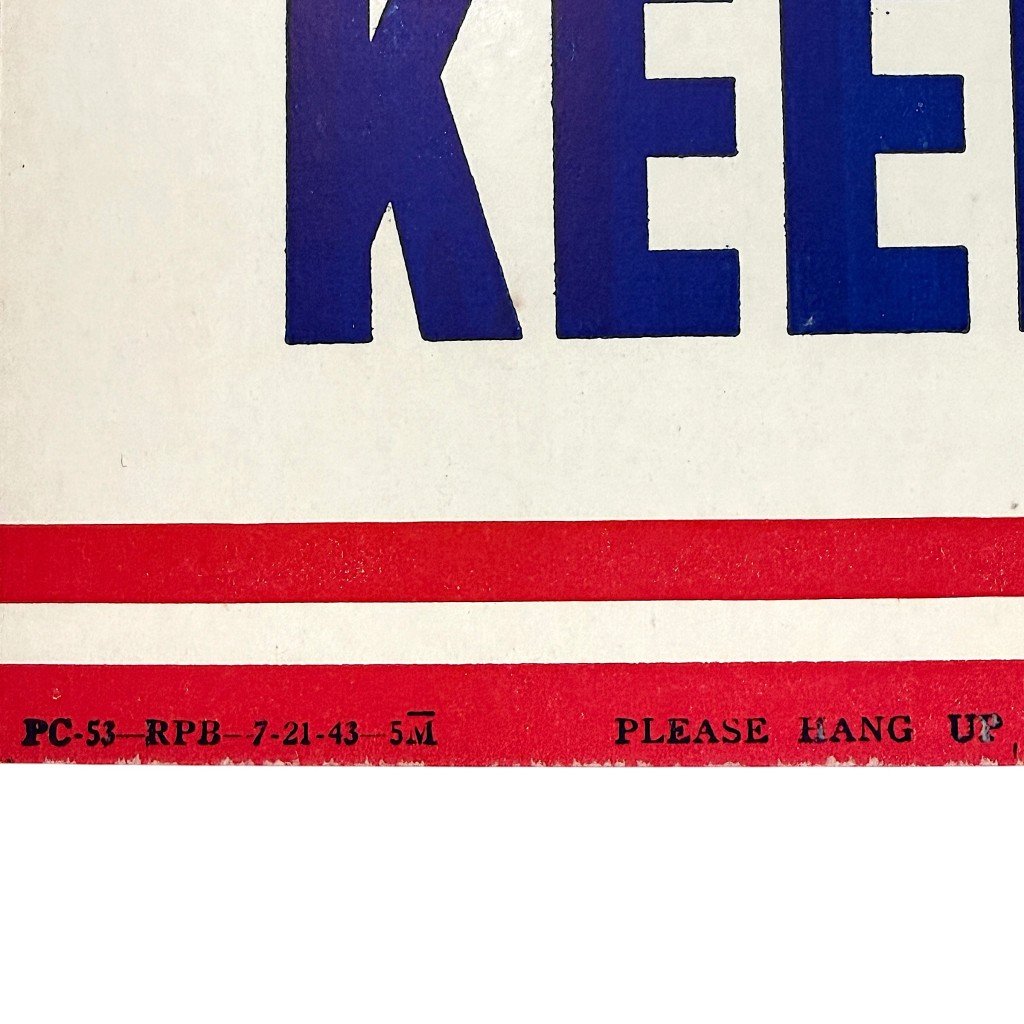 KEE
PC-53—RPB—7-21-43—5M̅ PLEASE HANG UP